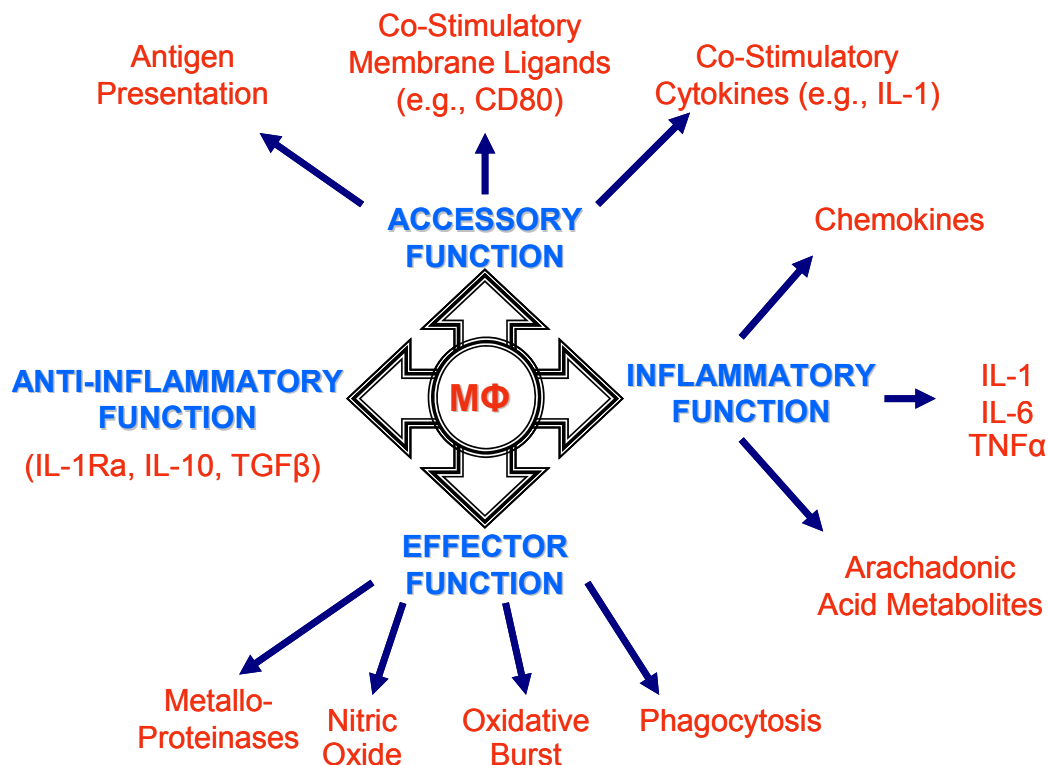 Antigen
Presentation
Co-Stimulatory
Membrane Ligands
(e.g., CD80)
Co-Stimulatory
Cytokines (e.g., IL-1)
ACCESSORY
FUNCTION
Chemokines
ANTI-INFLAMMATORY
FUNCTION
(IL-1Ra, IL-10, TGFβ)
MΦ
INFLAMMATORY
FUNCTION
IL-1
IL-6
TNFα
EFFECTOR
FUNCTION
Arachadonic
Acid Metabolites
Metallo-
Proteinases
Nitric
Oxide
Oxidative
Burst
Phagocytosis